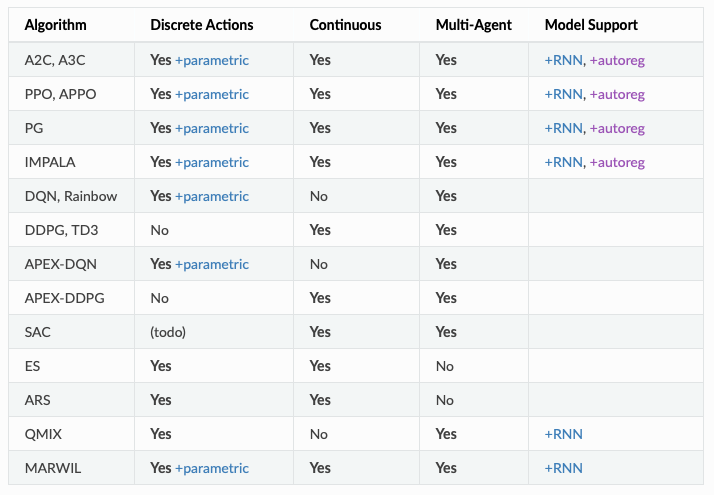 Algorithm Discrete Actions Continuous Multi-Agent Model Support
A2C, A3C Yes +parametric Yes Yes +RNN, +autoreg
PPO, APPO Yes +parametric Yes Yes +RNN, +autoreg
PG Yes +parametric Yes Yes +RNN, +autoreg
IMPALA Yes +parametric Yes Yes +RNN, +autoreg
DQN, Rainbow Yes +parametric No Yes
DDPG, TD3 No Yes Yes
APEX-DQN Yes +parametric No Yes
APEX-DDPG No Yes Yes
SAC (todo) Yes Yes
ES Yes Yes No
ARS Yes Yes No
QMIX Yes No Yes +RNN
MARWIL Yes +parametric Yes Yes +RNN